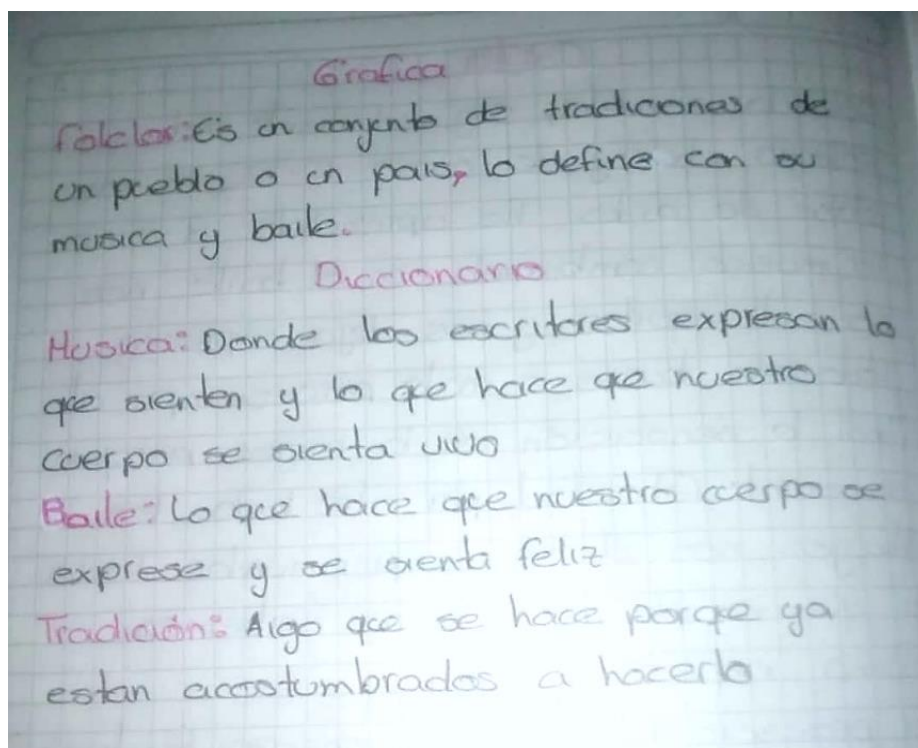 Grafica
folclor: Es un conjunto de tradiciones de
un pueblo o un pais, lo define con su
musica y baile.
Diccionario
Musica: Donde los escritores expresan lo
que sienten y lo que hace que nuestro
cuerpo se sienta vivo
Baile: Lo que hace que nuestro cuerpo se
exprese y se sienta feliz
Tradición: Algo que se hace porque ya
estan acostumbrados a hacerlo